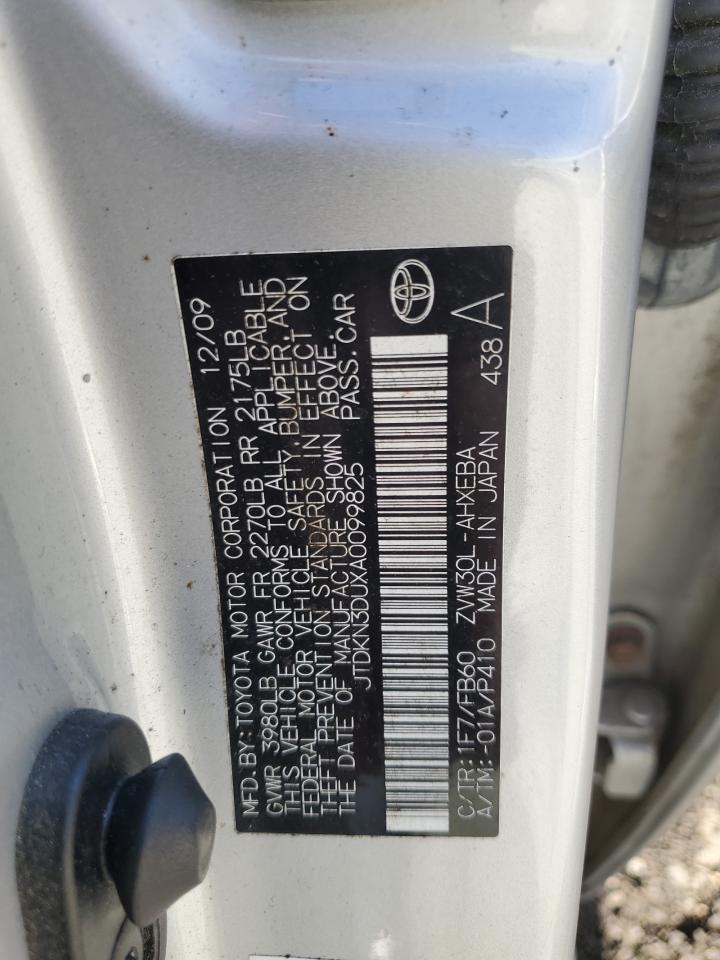 MFD.BY:TOYOTA MOTOR CORPORATION 12/09
GVWR 3980LB GAWR FR 2270LB RR 2175LB
THIS VEHICLE CONFORMS TO ALL APPLICABLE
FEDERAL MOTOR VEHICLE SAFETY,BUMPER,AND
THEFT PREVENTION STANDARDS IN EFFECT ON
THE DATE OF MANUFACTURE SHOWN ABOVE.
JTDKN3DUXA0099825 PASS.CAR
C/TR:1F7/FB60 ZVW30L-AHXEBA
A/TM:-01A/P410 MADE IN JAPAN 438 A